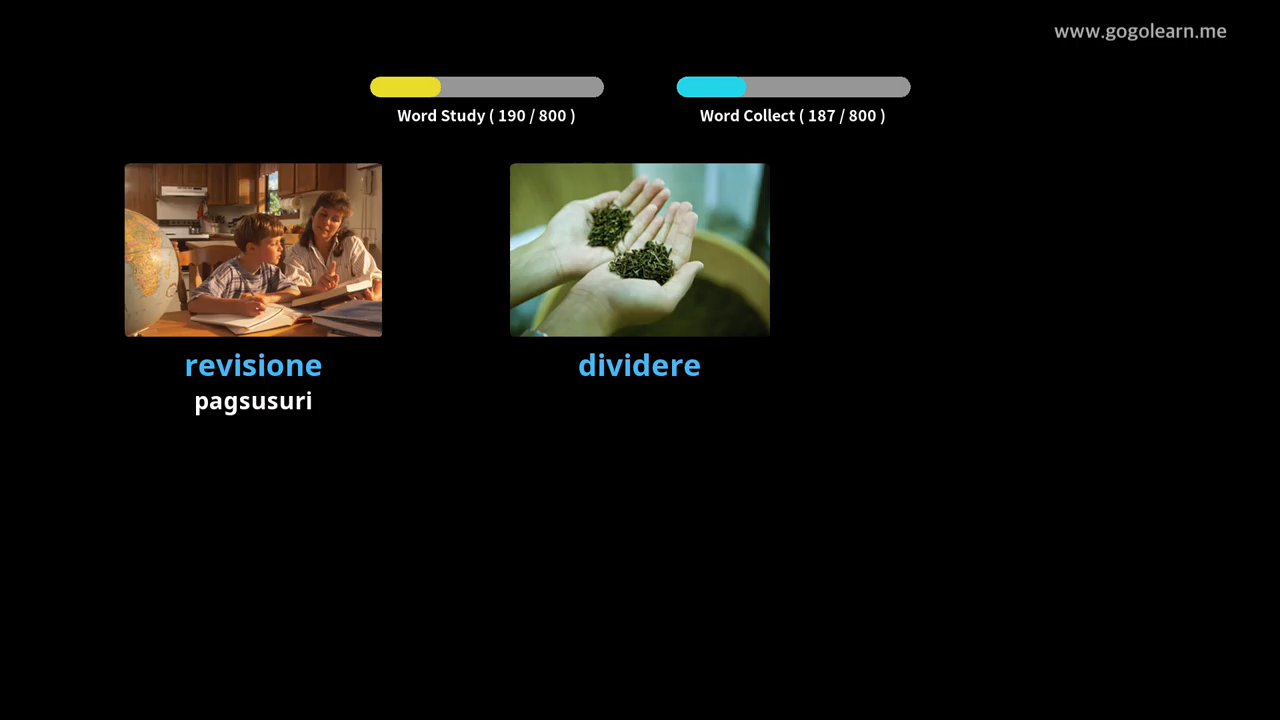 www.gogolearn.me
Word Study ( 190 / 800 )
Word Collect ( 187 / 800 )
revisione
pagsusuri
dividere